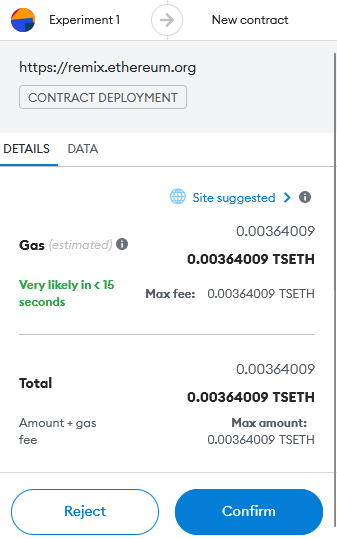 Experiment 1
New contract
https://remix.ethereum.org
CONTRACT DEPLOYMENT
DETAILS
DATA
Site suggested
0.00364009
Gas (estimated)
0.00364009 TSETH
Very likely in < 15
seconds
Max fee: 0.00364009 TSETH
0.00364009
Total
0.00364009 TSETH
Amount + gas
fee
Max amount:
0.00364009 TSETH
Reject
Confirm